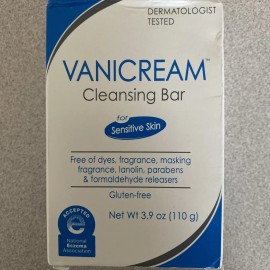 DERMATOLOGIST
TESTED
VANICREAM™
Cleansing Bar
for
Sensitive Skin
Free of dyes, fragrance, masking
fragrance, lanolin, parabens
& formaldehyde releasers
Gluten-free
Net Wt 3.9 oz (110 g)
ACCEPTED
e
National
Eczema
Association